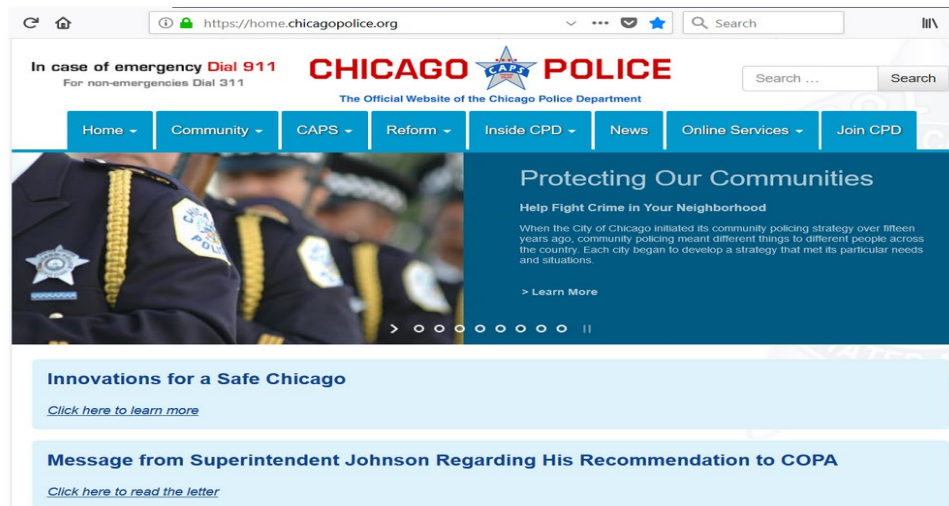 https://home.chicagopolice.org
Search
In case of emergency Dial 911
For non-emergencies Dial 311
CHICAGO CAPS POLICE
The Official Website of the Chicago Police Department
Search ...
Search
Home
Community
CAPS
Reform
Inside CPD
News
Online Services
Join CPD
CHICAGO
POLICE
Protecting Our Communities
Help Fight Crime in Your Neighborhood
When the City of Chicago initiated its community policing strategy over fifteen
years ago, community policing meant different things to different people across
the country. Each city began to develop a strategy that met its particular needs
and situations.
> Learn More
Innovations for a Safe Chicago
Click here to learn more
Message from Superintendent Johnson Regarding His Recommendation to COPA
Click here to read the letter